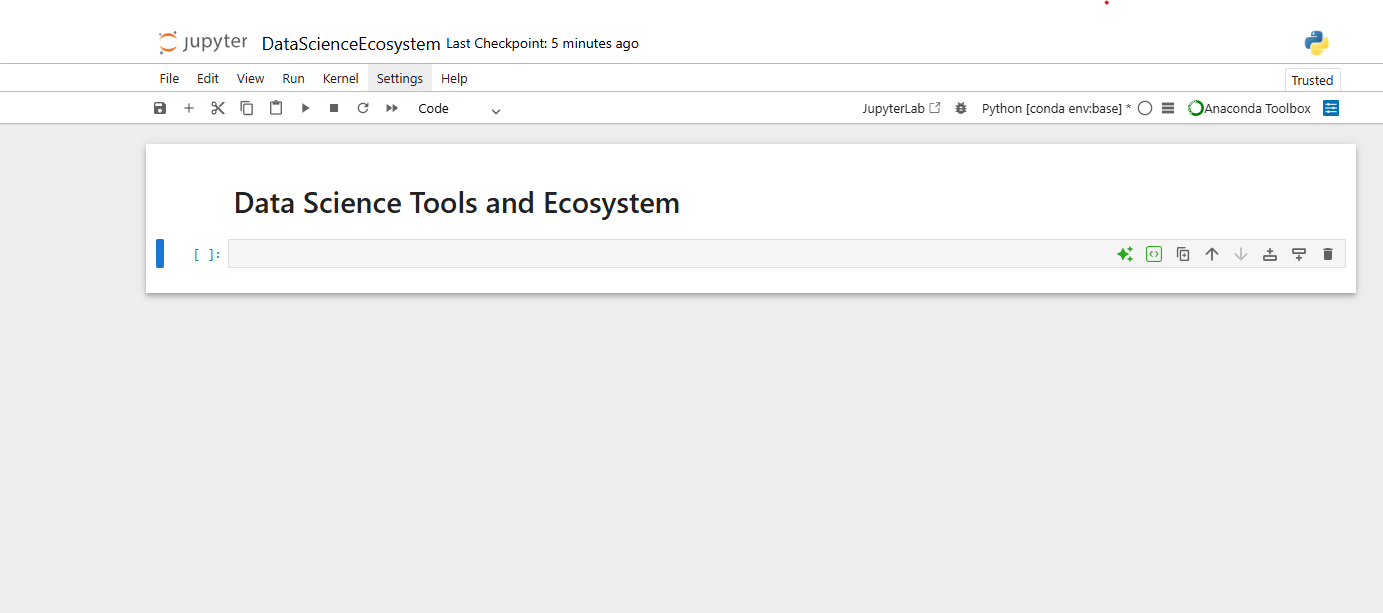 jupyter DataScienceEcosystem Last Checkpoint: 5 minutes ago
File Edit View Run Kernel Settings Help
Trusted
Code JupyterLab Python [conda env:base] * Anaconda Toolbox
Data Science Tools and Ecosystem
[ ]: